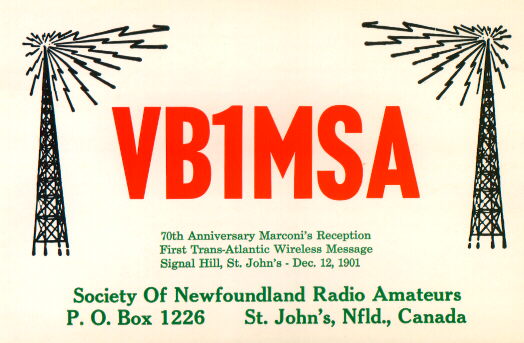 VB1MSA
70th Anniversary Marconi's Reception
First Trans-Atlantic Wireless Message
Signal Hill, St. John's - Dec. 12, 1901
Society Of Newfoundland Radio Amateurs
P. O. Box 1226 St. John's, Nfld., Canada